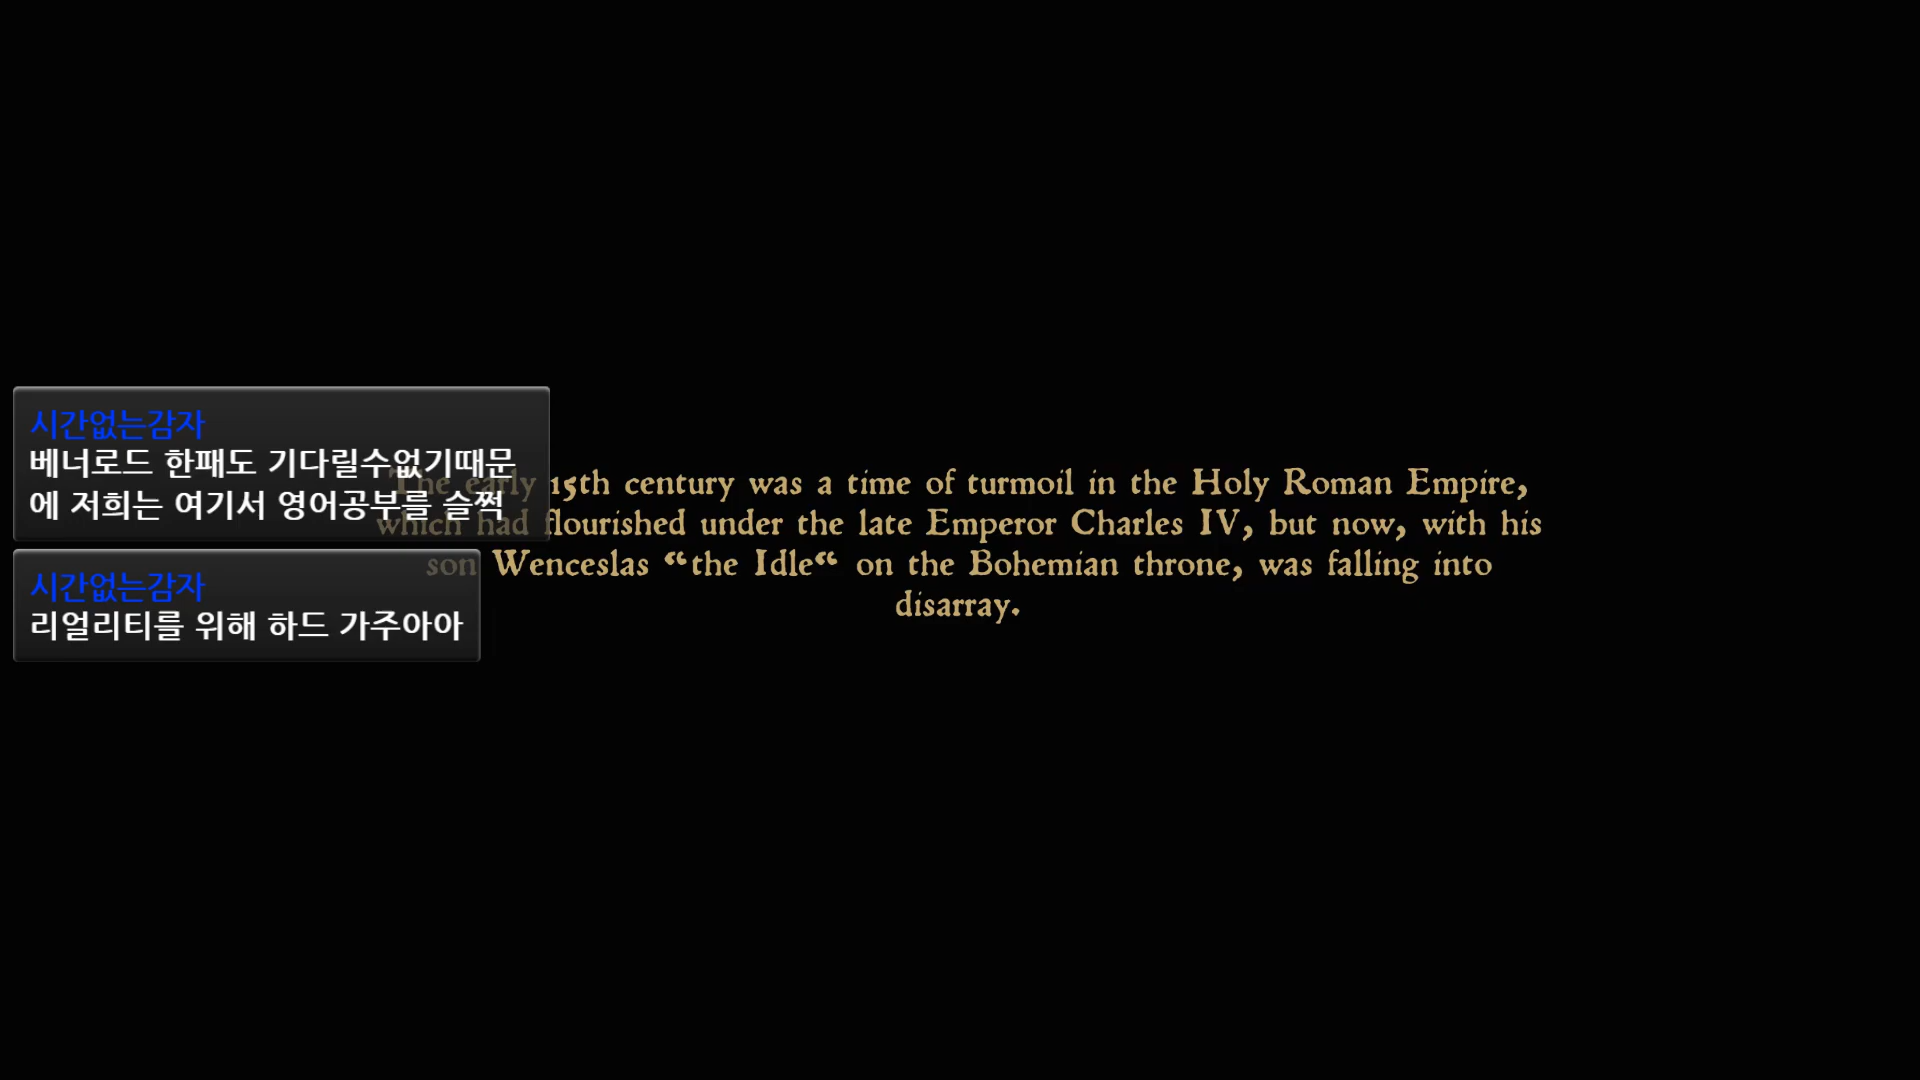 시간없는감자
베너로드 한패도 기다릴수없기때문
에 저희는 여기서 영어공부를 슬쩍
시간없는감자
리얼리티를 위해 하드 가주아아
The early 15th century was a time of turmoil in the Holy Roman Empire,
which had flourished under the late Emperor Charles IV, but now, with his
son Wenceslas “the Idle“ on the Bohemian throne, was falling into
disarray.